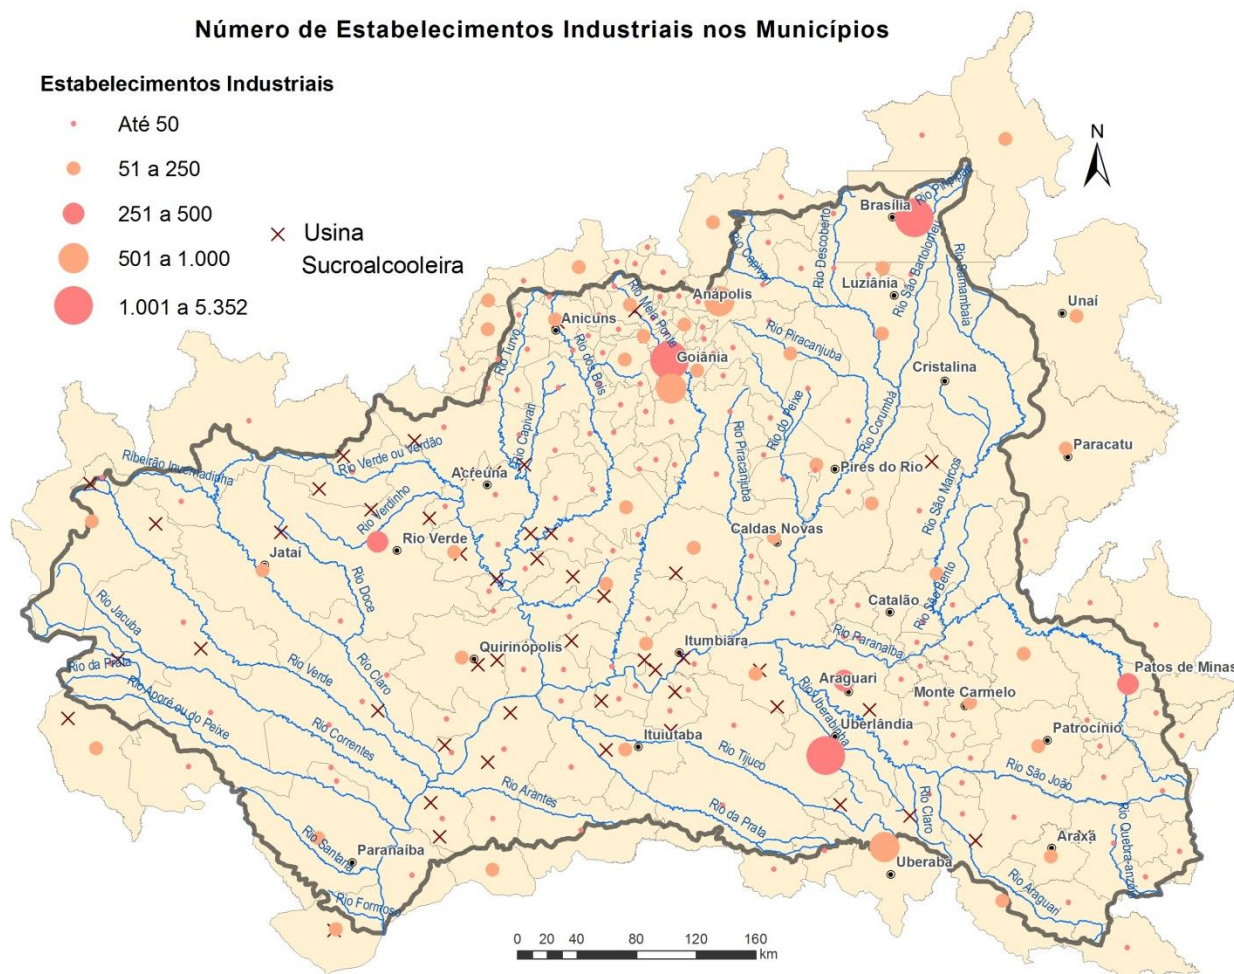 Número de Estabelecimentos Industriais nos Municípios
Estabelecimentos Industriais
Até 50
51 a 250
251 a 500
501 a 1.000
1.001 a 5.352
Usina
Sucroalcooleira
N
Brasília
Rio Pipiripau
Rio Descoberto
Rio São Bartolomeu
Rio Samambaia
Rio Capivari
Luziânia
Unaí
Anápolis
Rio Meia Ponte
Anicuns
Rio Turvo
Rio dos Bois
Rio Piracanjuba
Goiânia
Cristalina
Rio do Peixe
Rio Corumbá
Rio Capivari
Rio Piracanjuba
Paracatu
Rio Verde ou Verdão
Ribeirão Invernadinha
Acreúna
Pires do Rio
Rio São Marcos
Rio Verdinho
Rio Verde
Caldas Novas
Jataí
Rio Doce
Rio São Bento
Catalão
Rio Jacuba
Rio Paranaíba
Rio da Prata
Rio Verde
Rio Claro
Quirinópolis
Itumbiara
Patos de Minas
Rio Aporé ou do Peixe
Araguari
Monte Carmelo
Rio Uberabinha
Uberlândia
Patrocínio
Rio Correntes
Ituiutaba
Rio Tijuco
Rio São João
Rio Arantes
Rio da Prata
Rio Claro
Rio Santana
Paranaíba
Araxá
Rio Quebra-anzól
Uberaba
Rio Araguari
Rio Formoso
0 20 40 80 120 160
km